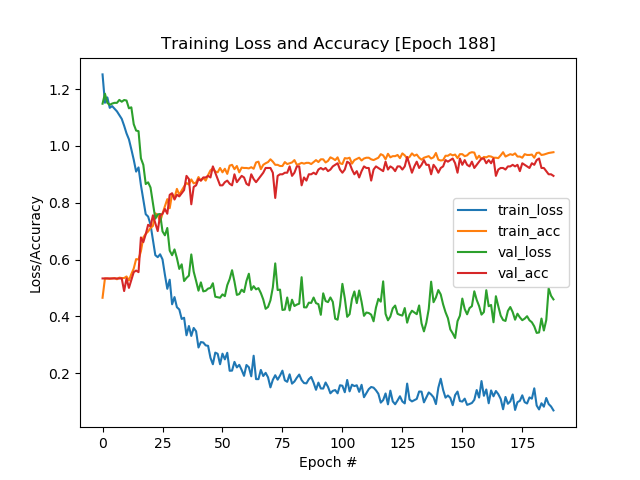 Training Loss and Accuracy [Epoch 188]
1.2
1.0
0.8
0.6
0.4
0.2
Loss/Accuracy
train_loss
train_acc
val_loss
val_acc
0 25 50 75 100 125 150 175
Epoch #